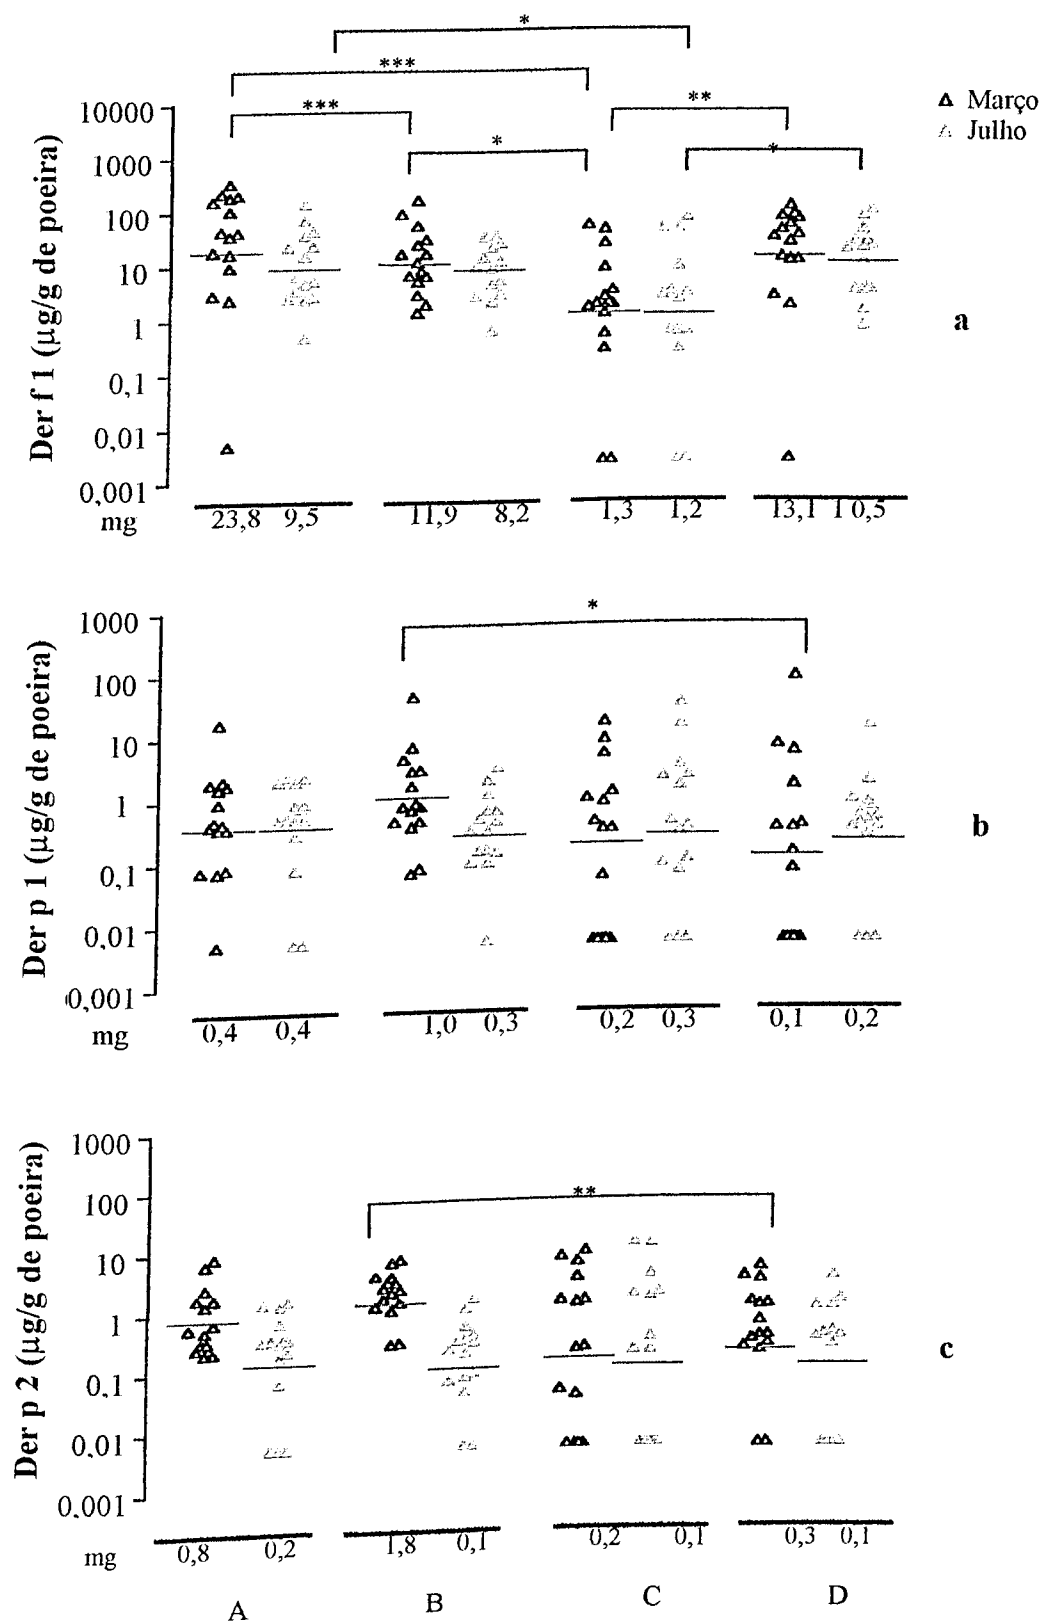 *
***
***
**
*
*
Março
Julho
Der f 1 (µg/g de poeira)
10000
1000
100
10
1
0,1
0,01
0,001
a
mg 23,8 9,5 11,9 8,2 1,3 1,2 13,1 10,5
Der p 1 (µg/g de poeira)
*
1000
100
10
1
0,1
0,01
0,001
b
mg 0,4 0,4 1,0 0,3 0,2 0,3 0,1 0,2
Der p 2 (µg/g de poeira)
**
1000
100
10
1
0,1
0,01
0.001
c
mg 0,8 0,2 1,8 0,1 0,2 0,1 0,3 0,1
A B C D